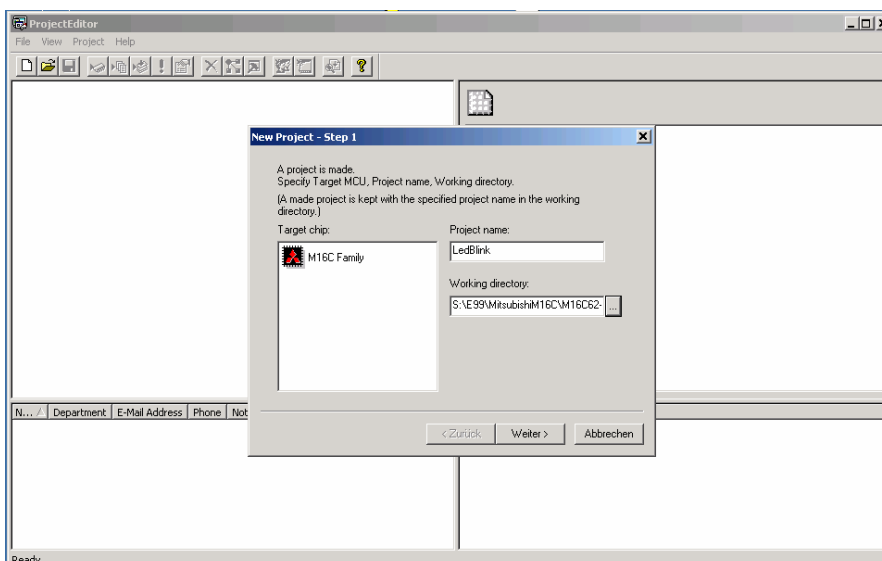 ProjectEditor
File View Project Help
New Project - Step 1
A project is made.
Specify Target MCU, Project name, Working directory.
(A made project is kept with the specified project name in the working
directory.)
Target chip:
Project name:
M16C Family
LedBlink
Working directory:
S:\E99\MitsubishiM16C\M16C62-
...
N... Department E-Mail Address Phone Not
< Zurück Weiter > Abbrechen
Ready